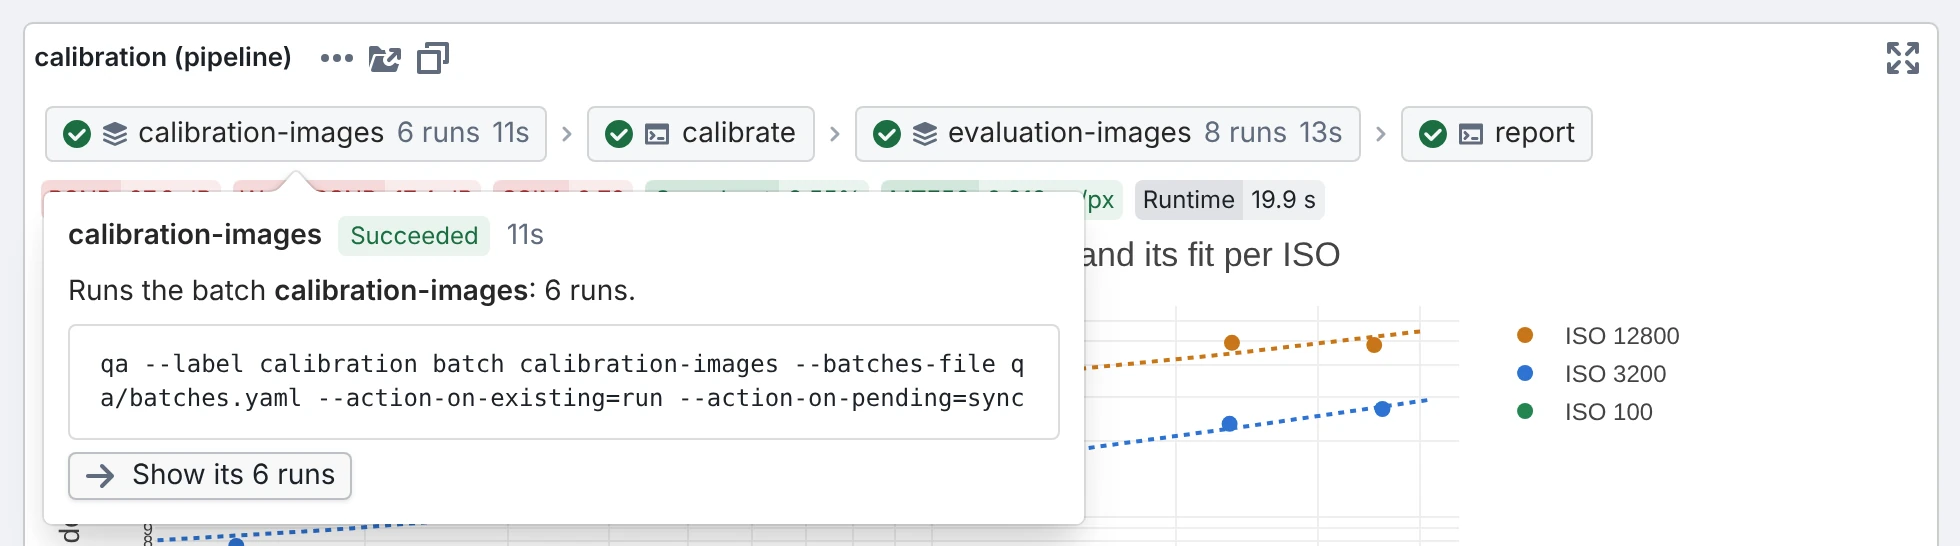 calibration (pipeline)
calibration-images 6 runs 11s
calibrate
evaluation-images 8 runs 13s
report
/px
Runtime 19.9 s
calibration-images Succeeded 11s
Runs the batch calibration-images: 6 runs.
qa --label calibration batch calibration-images --batches-file q
a/batches.yaml --action-on-existing=run --action-on-pending=sync
Show its 6 runs
and its fit per ISO
ISO 12800
ISO 3200
ISO 100
9
8